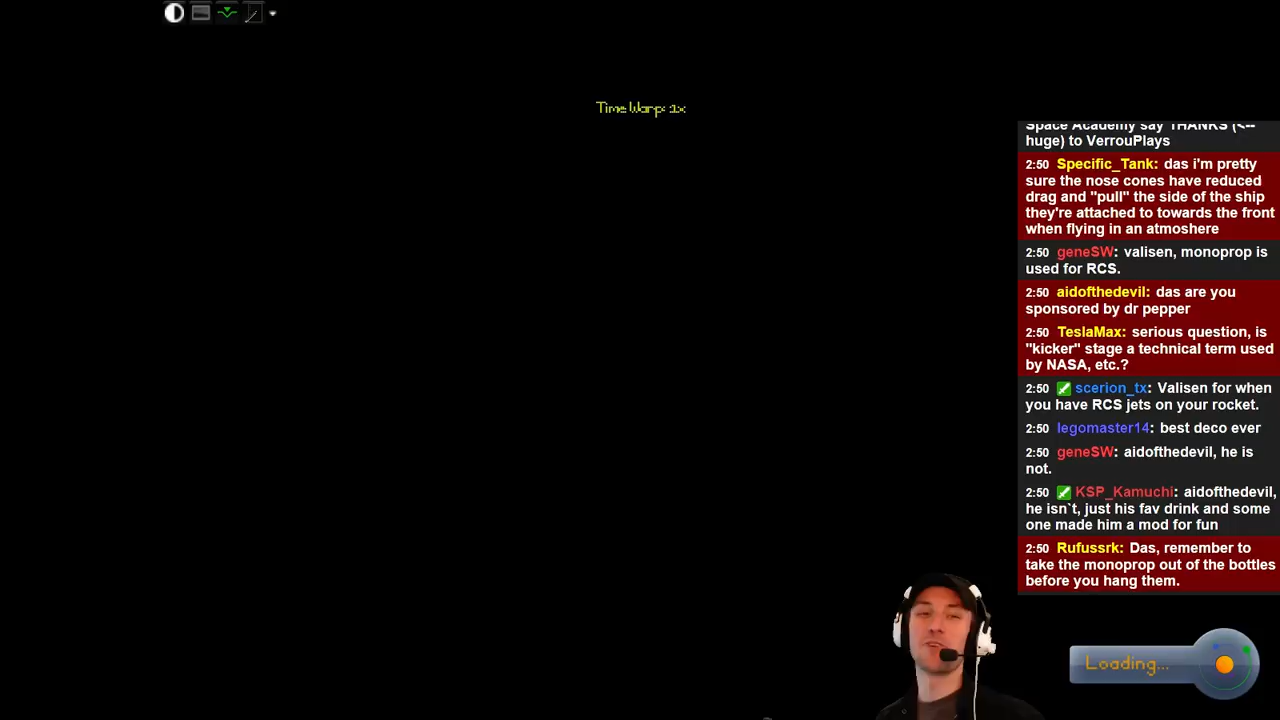 Time Warp: 1x
Space Academy say THANKS (<--
huge) to VerrouPlays
2:50 Specific_Tank: das i'm pretty
sure the nose cones have reduced
drag and "pull" the side of the ship
they're attached to towards the front
when flying in an atmoshere
2:50 geneSW: valisen, monoprop is
used for RCS.
2:50 aidofthedevil: das are you
sponsored by dr pepper
2:50 TeslaMax: serious question, is
"kicker" stage a technical term used
by NASA, etc.?
2:50 scerion_tx: Valisen for when
you have RCS jets on your rocket.
2:50 legomaster14: best deco ever
2:50 geneSW: aidofthedevil, he is
not.
2:50 KSP_Kamuchi: aidofthedevil,
he isn`t, just his fav drink and some
one made him a mod for fun
2:50 Rufussrk: Das, remember to
take the monoprop out of the bottles
before you hang them.
Loading...